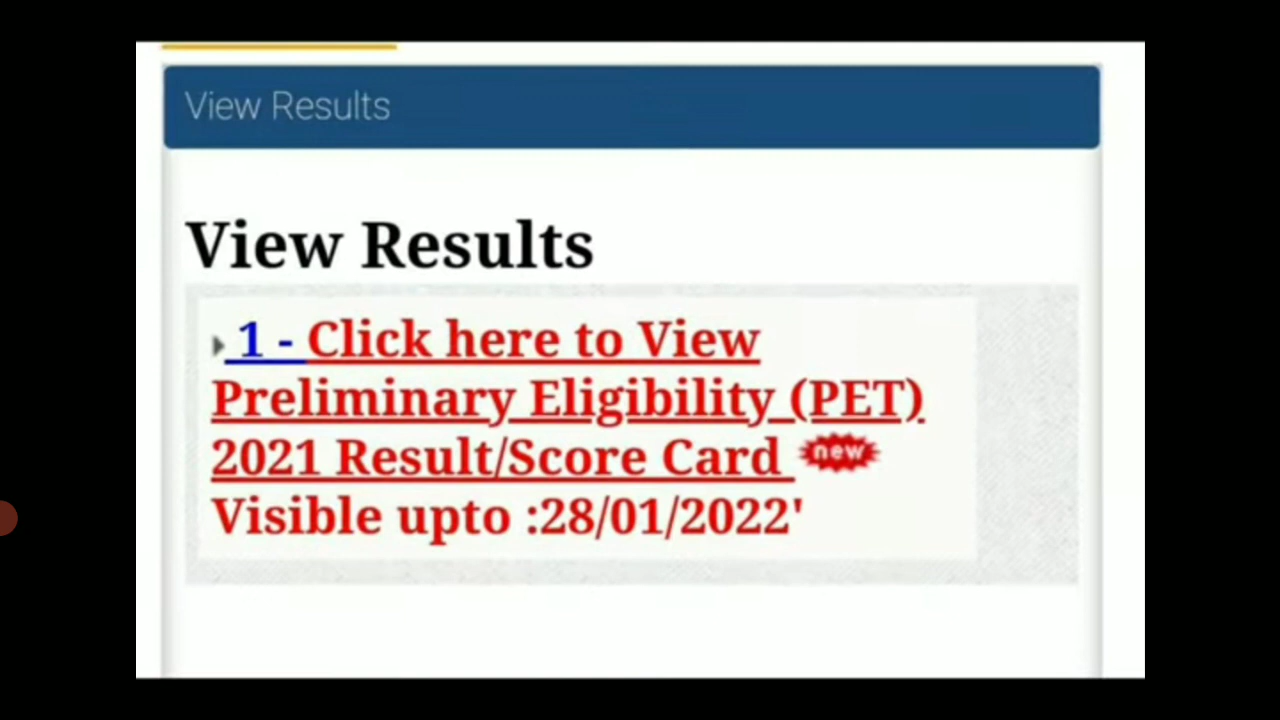 View Results
View Results
1 - Click here to View
Preliminary Eligibility (PET)
2021 Result/Score Card new
Visible upto :28/01/2022'